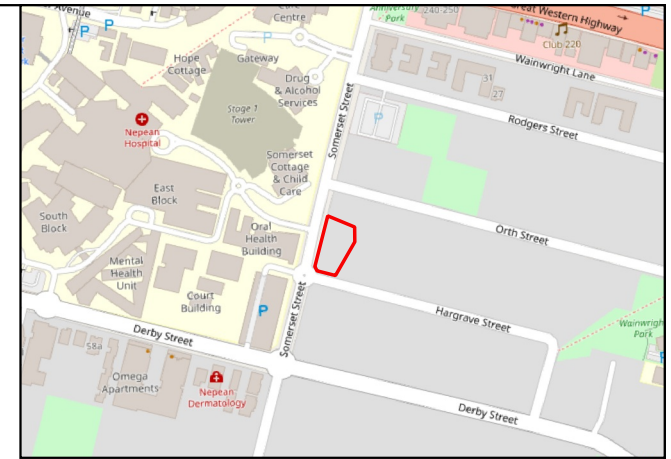 Avenue
P
P
Centre
P
Anniversary
Park
240-250
Great Western Highway
P
Club 220
Wainwright Lane
Hope
Cottage
Gateway
Drug
& Alcohol
Services
31
27
Stage 1
Tower
P
Rodgers Street
Somerset Street
Nepean
Hospital
Somerset
Cottage
& Child
Care
East
Block
South
Block
Oral
Health
Building
Orth Street
Mental
Health
Unit
Court
Building
P
Somerset Street
Hargrave Street
Wainwrigh
Park
P
Derby Street
58a
Omega
Apartments
Nepean
Dermatology
Derby Street